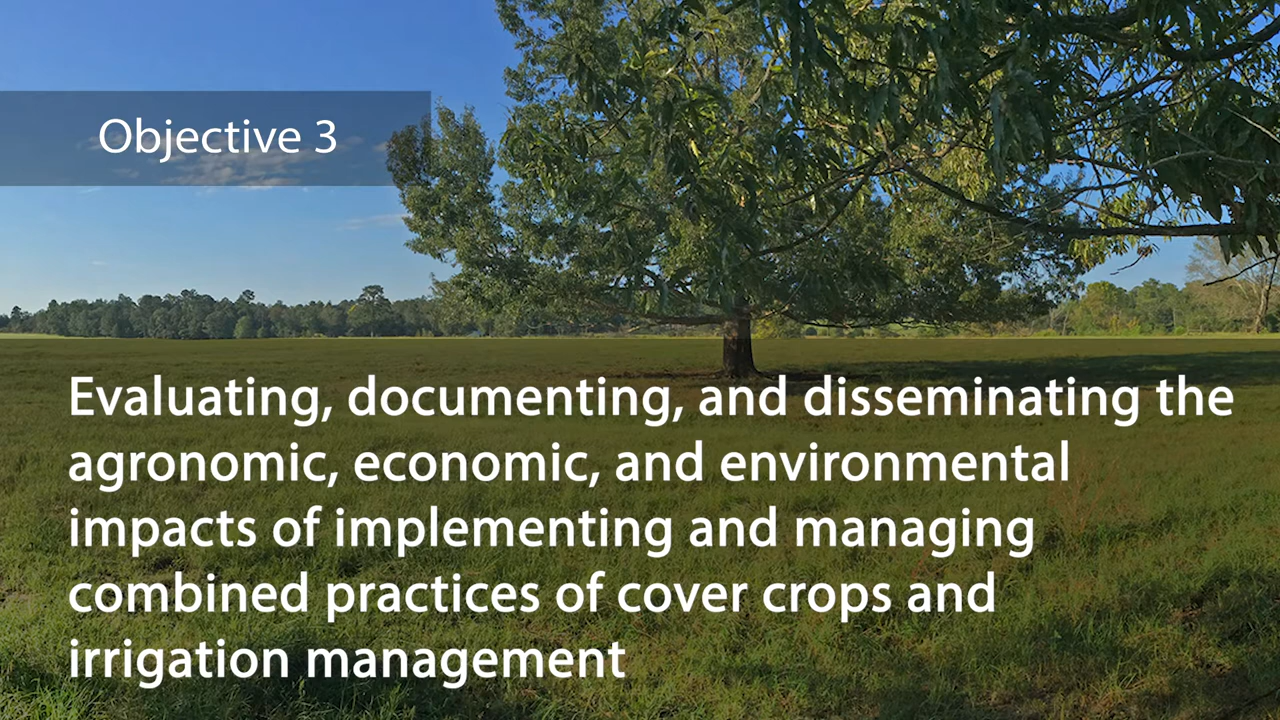 Objective 3
Evaluating, documenting, and disseminating the
agronomic, economic, and environmental
impacts of implementing and managing
combined practices of cover crops and
irrigation management